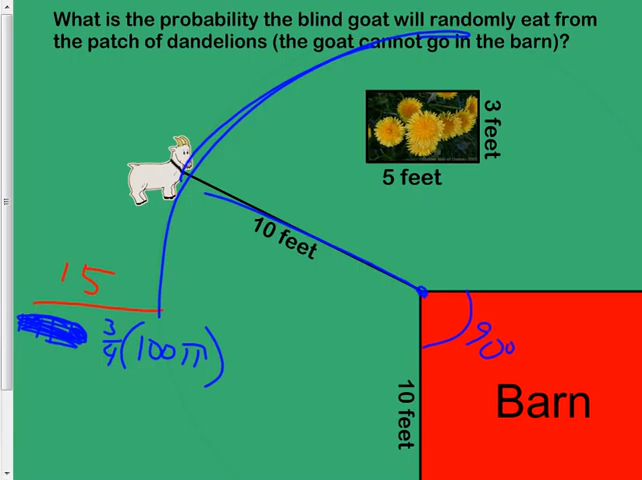 What is the probability the blind goat will randomly eat from
the patch of dandelions (the goat cannot go in the barn)?
3 feet
5 feet
10 feet
15
3/4 (100π)
90°
10 feet
Barn